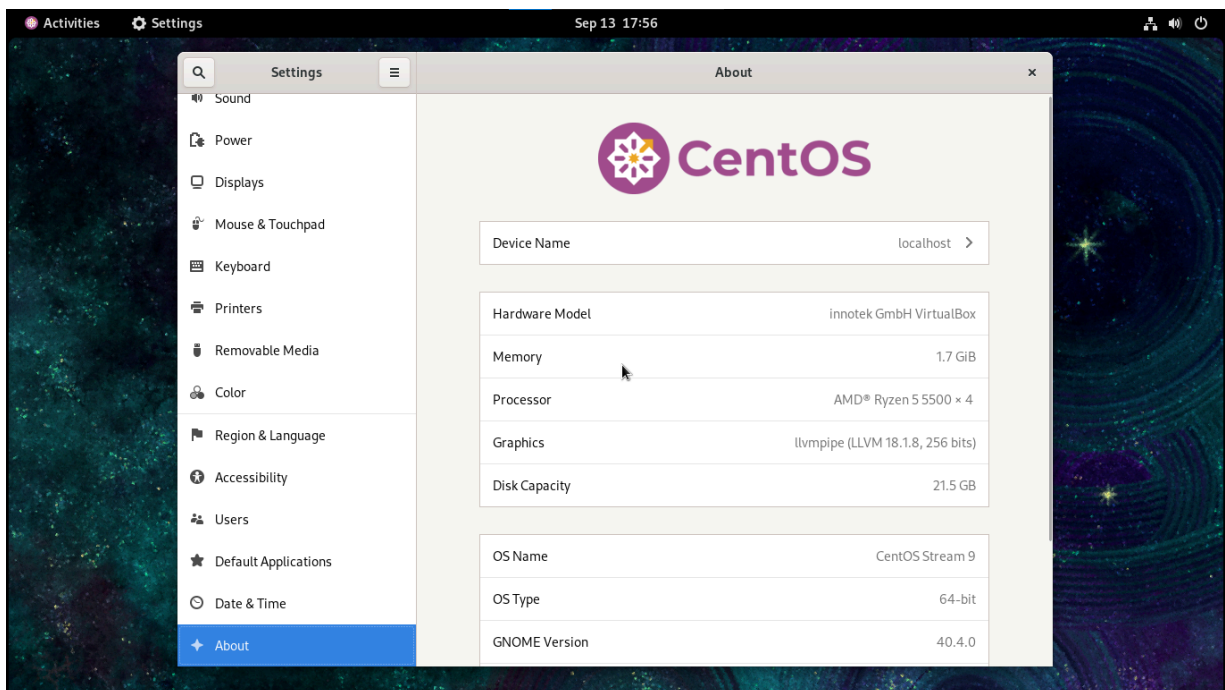 Activities Settings Sep 13 17:56
Settings About
Sound
Power
Displays
Mouse & Touchpad
Keyboard
Printers
Removable Media
Color
Region & Language
Accessibility
Users
Default Applications
Date & Time
About
CentOS
Device Name localhost
Hardware Model innotek GmbH VirtualBox
Memory 1.7 GiB
Processor AMD® Ryzen 5 5500 × 4
Graphics llvmpipe (LLVM 18.1.8, 256 bits)
Disk Capacity 21.5 GB
OS Name CentOS Stream 9
OS Type 64-bit
GNOME Version 40.4.0